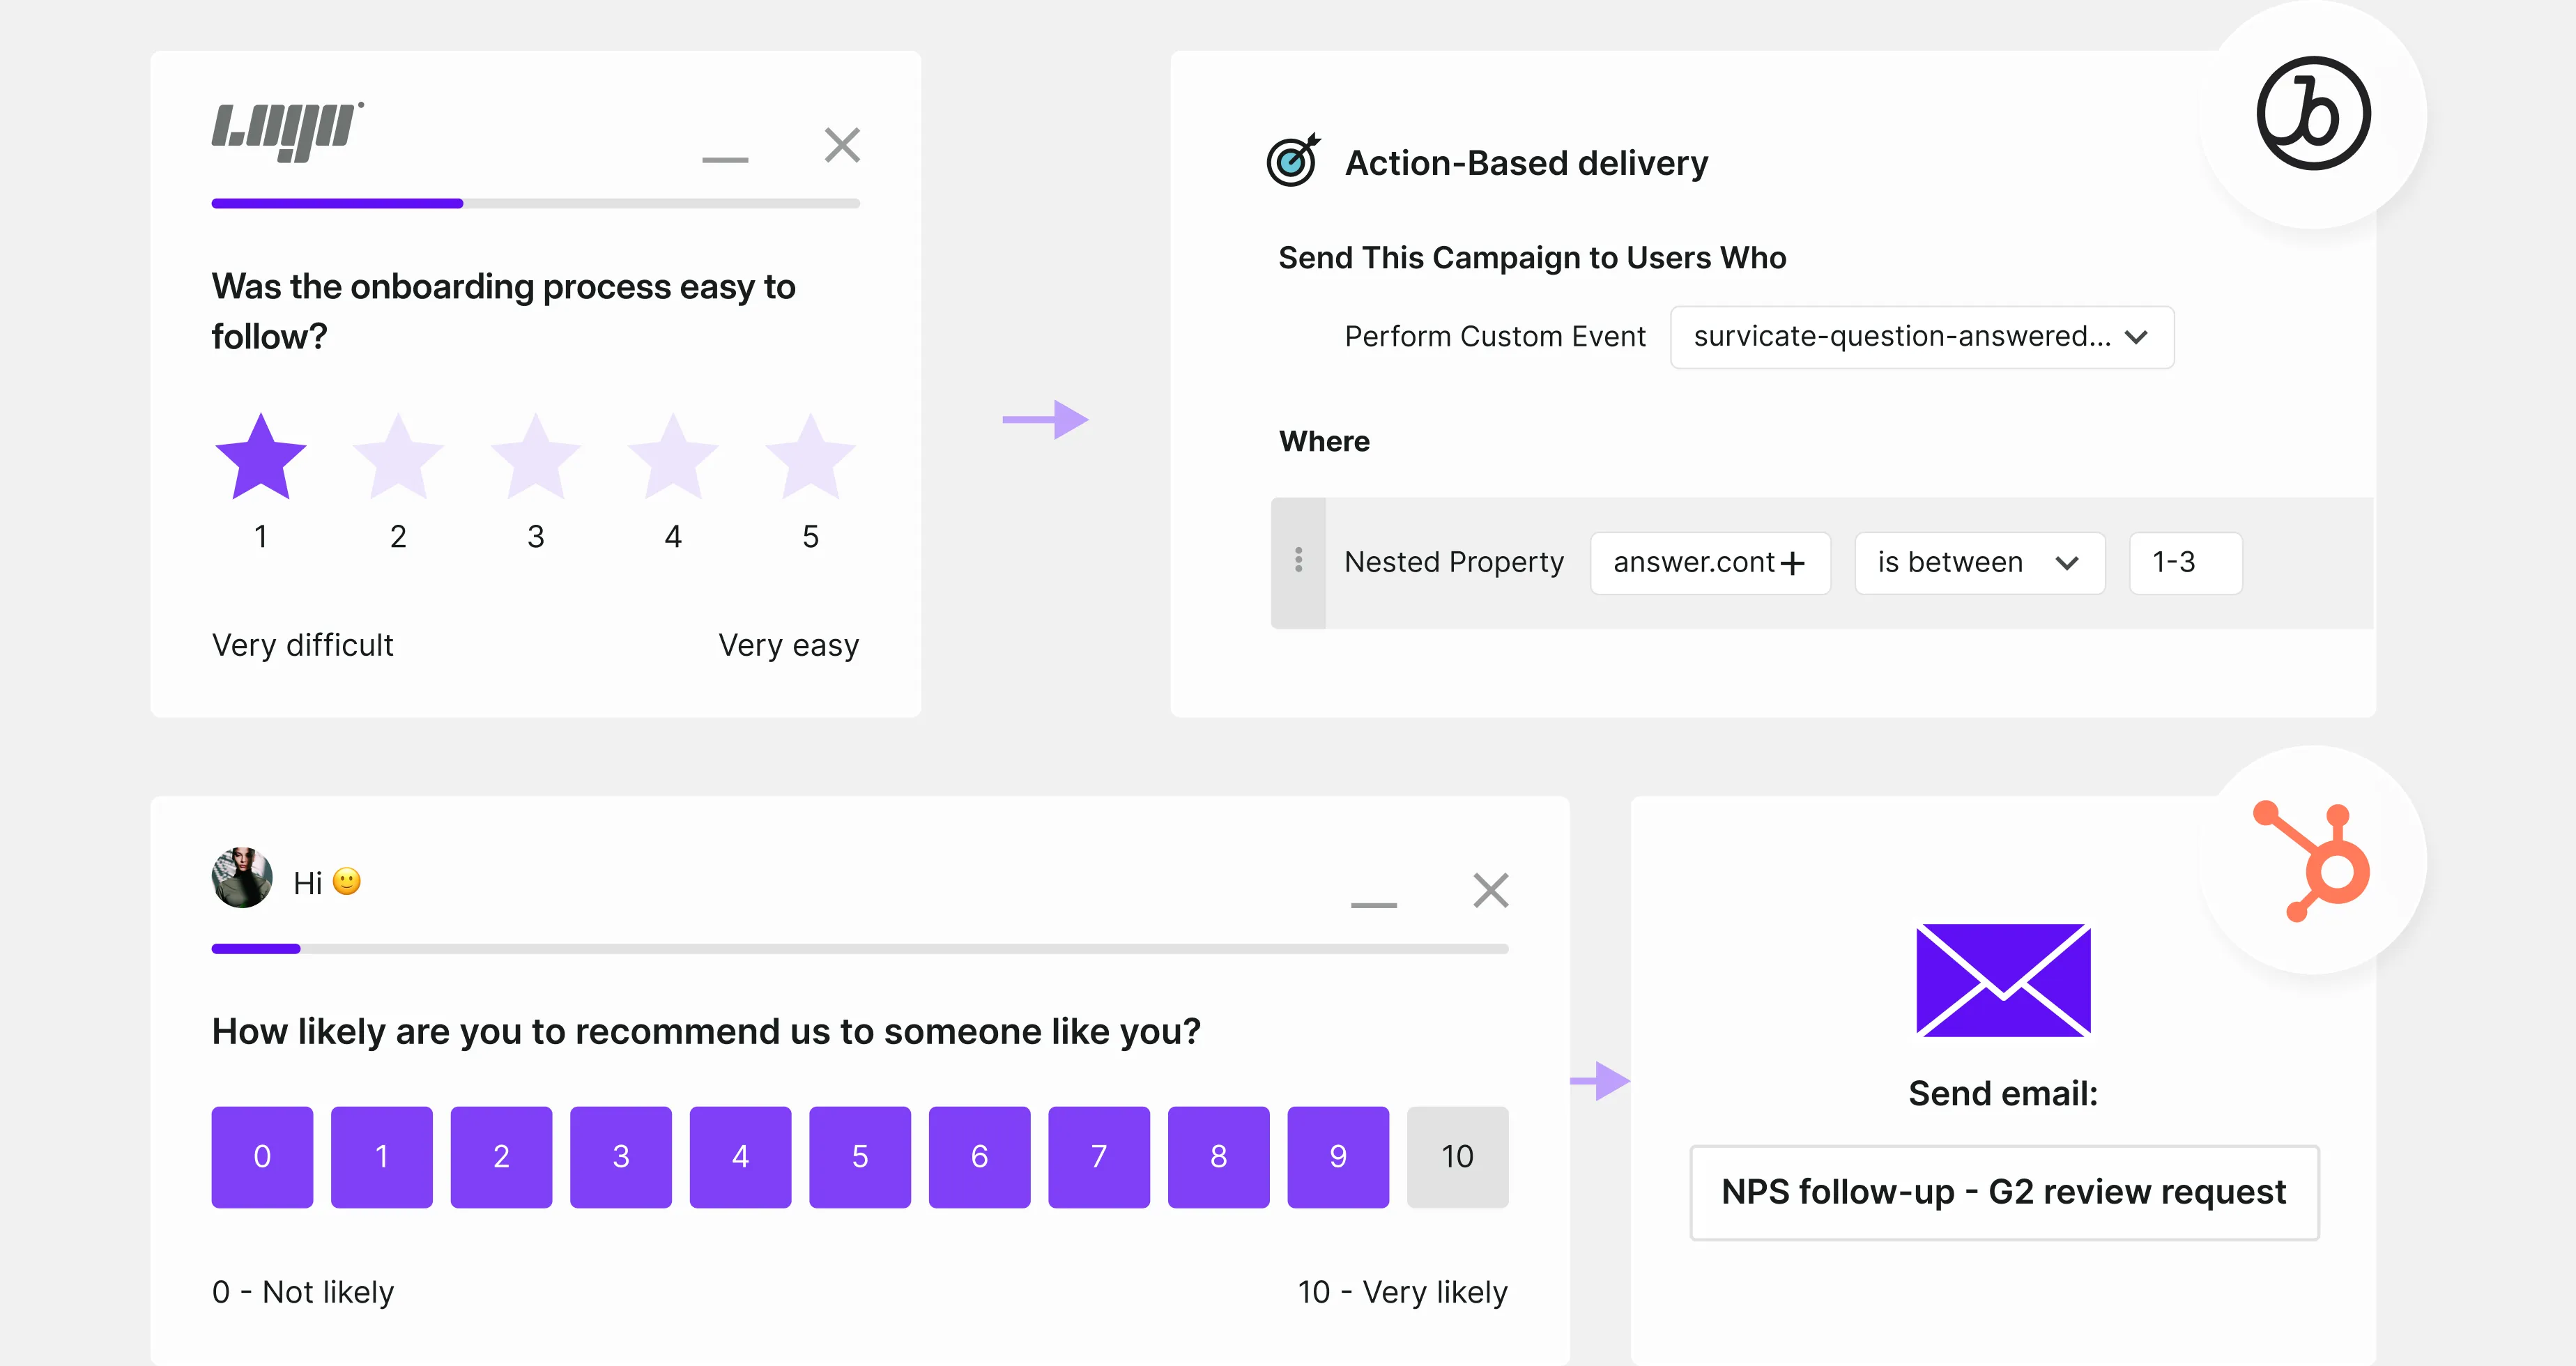 Logo
Was the onboarding process easy to
follow?
1 2 3 4 5
Very difficult Very easy
Action-Based delivery
Send This Campaign to Users Who
Perform Custom Event survicate-question-answered...
Where
Nested Property answer.cont is between 1-3
Hi
How likely are you to recommend us to someone like you?
0 1 2 3 4 5 6 7 8 9 10
0 - Not likely 10 - Very likely
Send email:
NPS follow-up - G2 review request